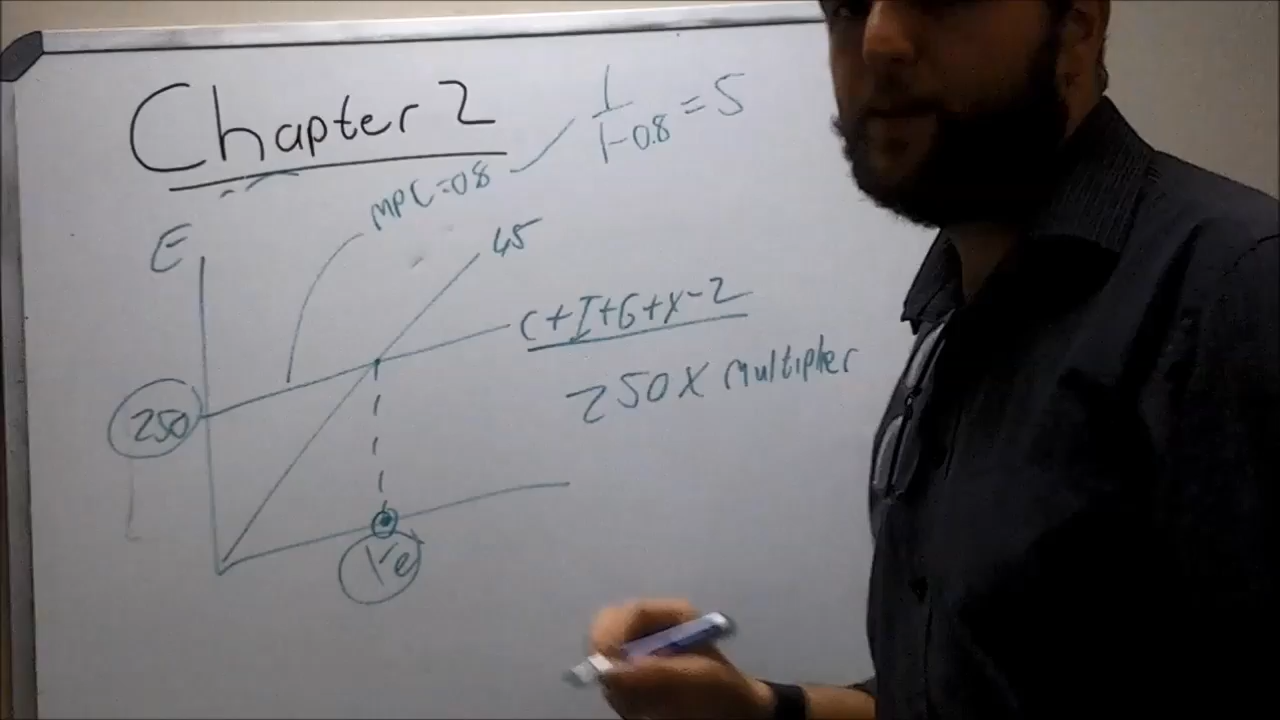 Chapter 2
1
1-0.8 = 5
MPC=0.8
E
45
C+I+G+X-Z
250 X multiplier
250
Ye